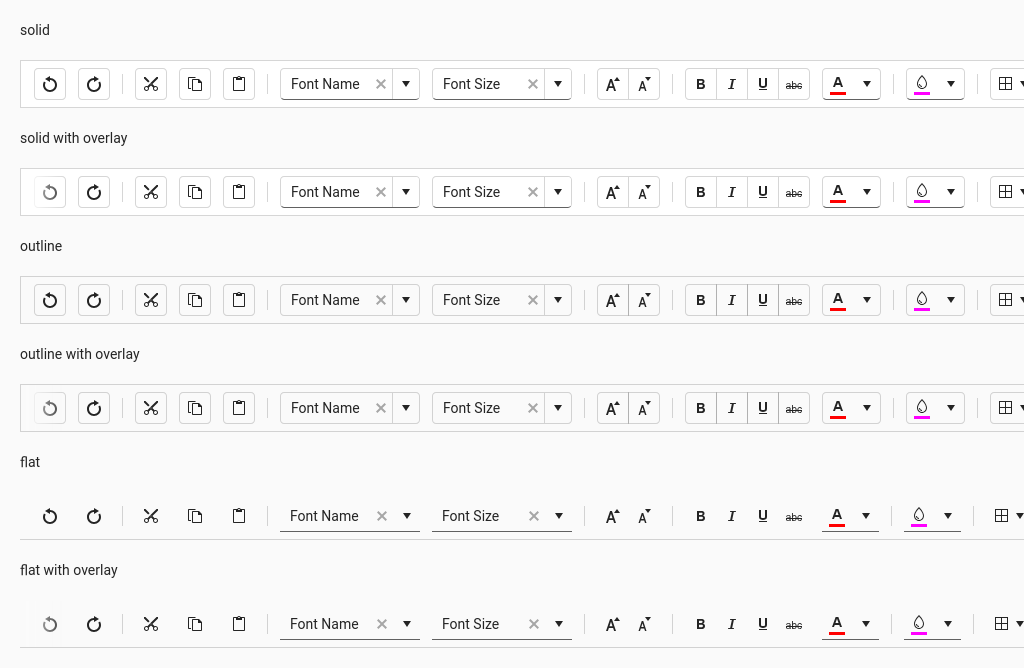 solid
Font Name Font Size A A B I U abc A
solid with overlay
Font Name Font Size A A B I U abc A
outline
Font Name Font Size A A B I U abc A
outline with overlay
Font Name Font Size A A B I U abc A
flat
Font Name Font Size A A B I U abc A
flat with overlay
Font Name Font Size A A B I U abc A